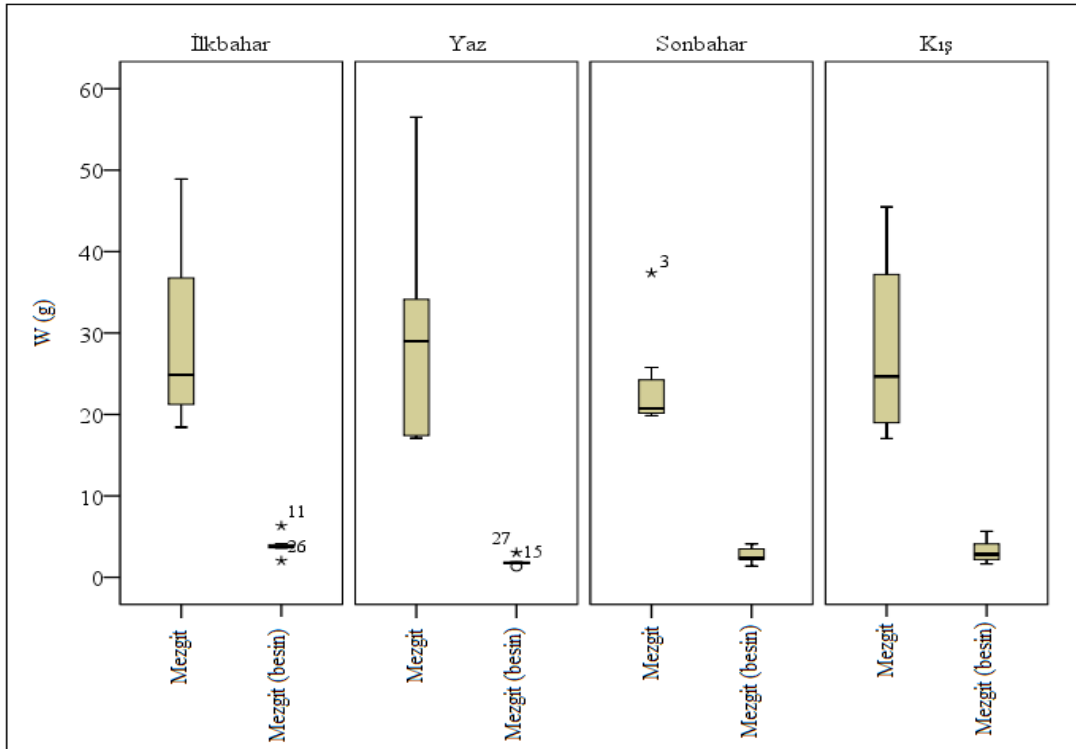 İlkbahar
Yaz
Sonbahar
Kış
W (g)
60
50
40
30
20
10
0
11
26
27
15
3
Mezgit
Mezgit (besin)
Mezgit
Mezgit (besin)
Mezgit
Mezgit (besin)
Mezgit
Mezgit (besin)